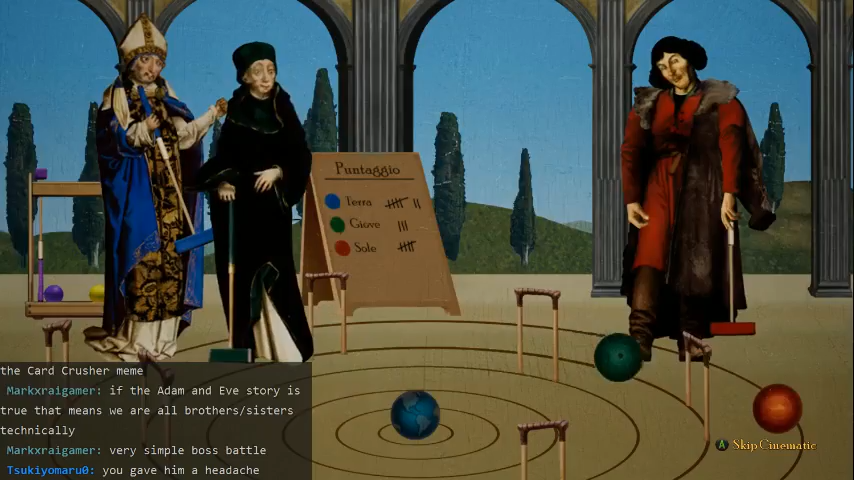 Puntaggio
Terra
Giove
Sole
the Card Crusher meme
Markxraigamer: if the Adam and Eve story is
true that means we are all brothers/sisters
technically
Markxraigamer: very simple boss battle
Tsukiyomaru0: you gave him a headache
A Skip Cinematic